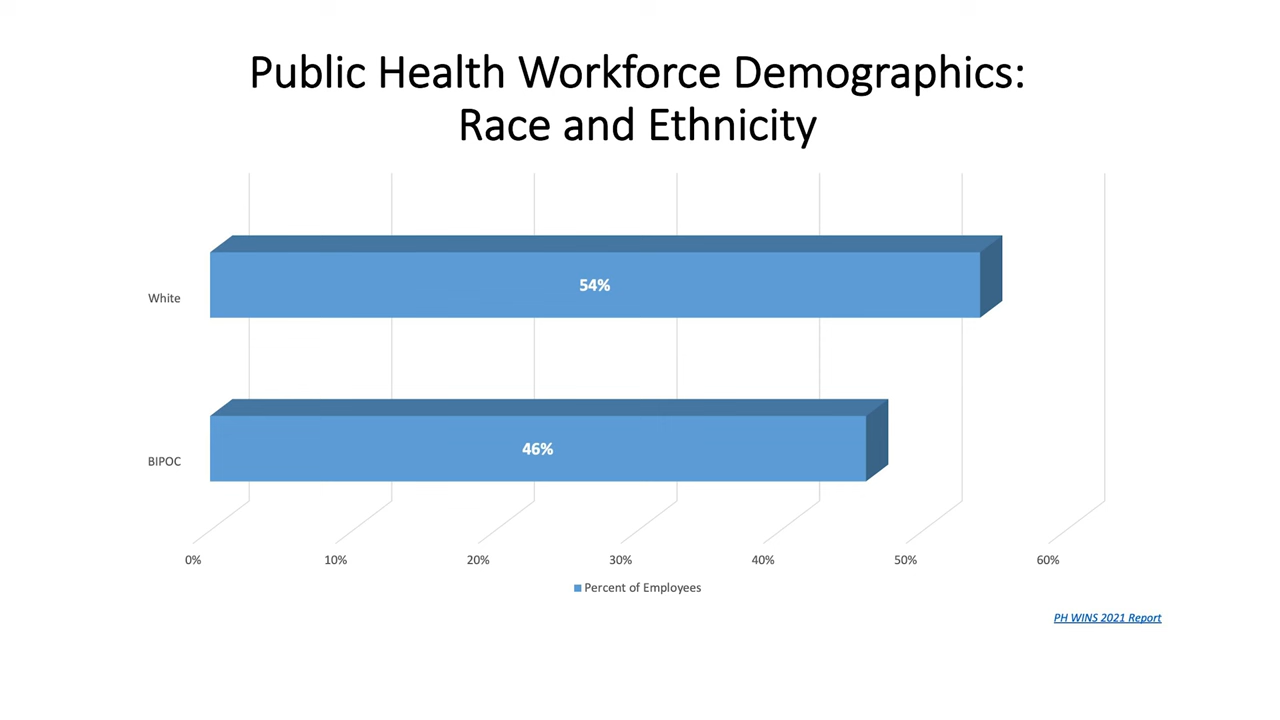 Public Health Workforce Demographics:
Race and Ethnicity
White
54%
BIPOC
46%
0%
10%
20%
30%
40%
50%
60%
Percent of Employees
PH WINS 2021 Report